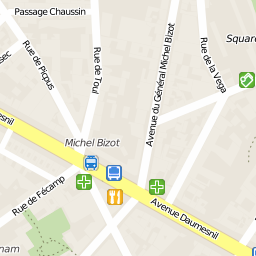 Passage Chaussin
Rue de Picpus
Rue de Toul
Avenue du Général Michel Bizot
Rue de la Vega
Square
Michel Bizot
Rue de Fécamp
Avenue Daumesnil